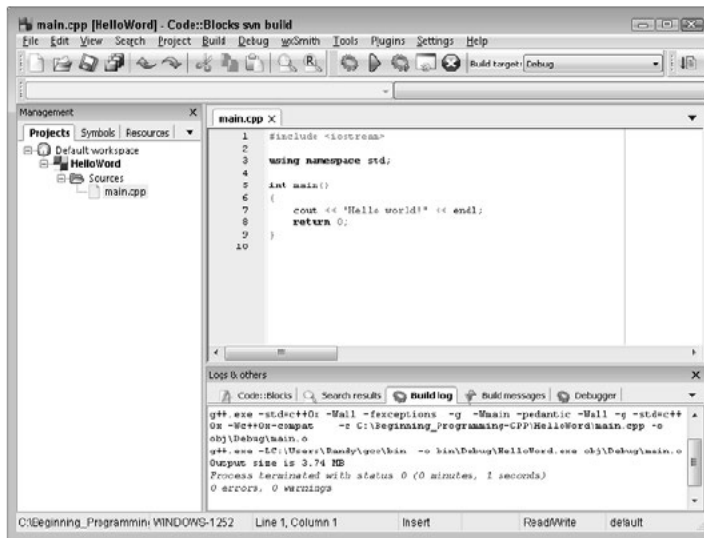 main.cpp [HelloWord] - Code::Blocks svn build
File Edit View Search Project Build Debug wxSmith Tools Plugins Settings Help
Build target: Debug
Management X
Projects Symbols Resources
Default workspace
HelloWord
Sources
main.cpp
main.cpp X
1 #include <iostream>
2
3 using namespace std;
4
5 int main()
6 {
7 cout << "Hello world!" << endl;
8 return 0;
9 }
10
Logs & others X
Code::Blocks Search results Build log Build messages Debugger
g++.exe -std=c++0x -Wall -fexceptions -g -Wmain -pedantic -Wall -g -std=c++
0x -Wc++0x-compat -c C:\Beginning_Programming-CPP\HelloWord\main.cpp -o
obj\Debug\main.o
g++.exe -LC:\Users\Randy\gcc\bin -o bin\Debug\HelloWord.exe obj\Debug\main.o
Output size is 3.74 MB
Process terminated with status 0 (0 minutes, 1 seconds)
0 errors, 0 warnings
C:\Beginning_Programmin WINDOWS-1252 Line 1, Column 1 Insert Read/Write default